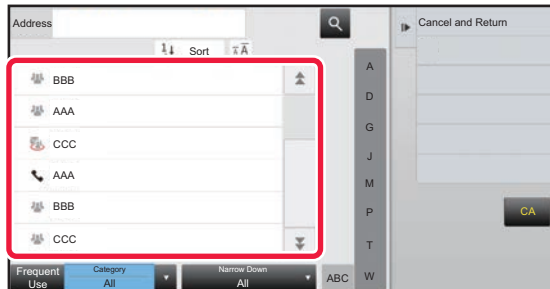 Address
Cancel and Return
Sort
BBB
AAA
CCC
AAA
BBB
CCC
A
D
G
J
M
P
T
W
CA
Frequent
Use
Category
All
Narrow Down
All
ABC